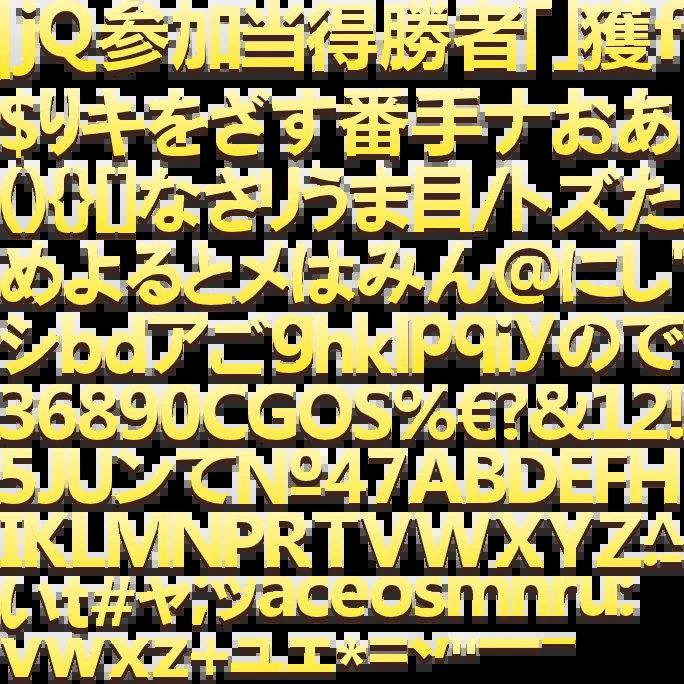 |jQ参加当得勝者「」獲f
$りキをざす番手ナおあ
(){}[]なさリうま目/トズた
めよるとメはみん@にし"
シbdアご9hklpqiyので
36890CGOS%€?&12!
5JUンてNº47ABDEFH
IKLMNPRTVWXYZ^
いt#ャ;ッaceosmnru:
vwxz+ュェ*=